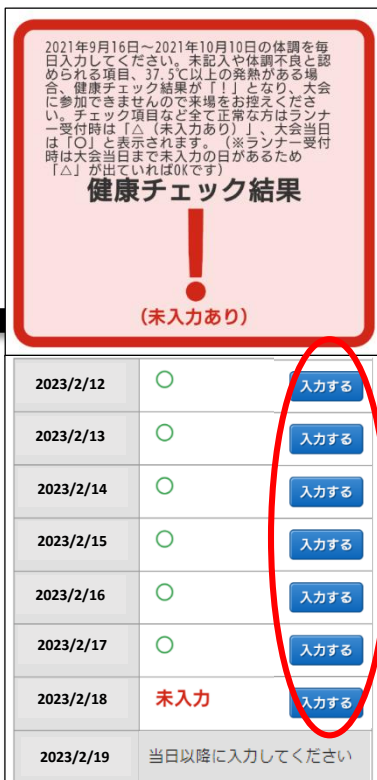 2021年9月16日~2021年10月10日の体調を毎
日入力してください。未記入や体調不良と認
められる項目、37.5℃以上の発熱がある場
合、健康チェック結果が「!」となり、大会
に参加できませんので来場をお控えくださ
い。チェック項目など全て正常な方はランナ
ー受付時は「△(未入力あり)」、大会当日
は「〇」と表示されます。(※ランナー受付
時は大会当日まで未入力の日があるため
「△」が出ていればOKです)
健康チェック結果
!
(未入力あり)
2023/2/12 〇 入力する
2023/2/13 〇 入力する
2023/2/14 〇 入力する
2023/2/15 〇 入力する
2023/2/16 〇 入力する
2023/2/17 〇 入力する
2023/2/18 未入力 入力する
2023/2/19 当日以降に入力してください